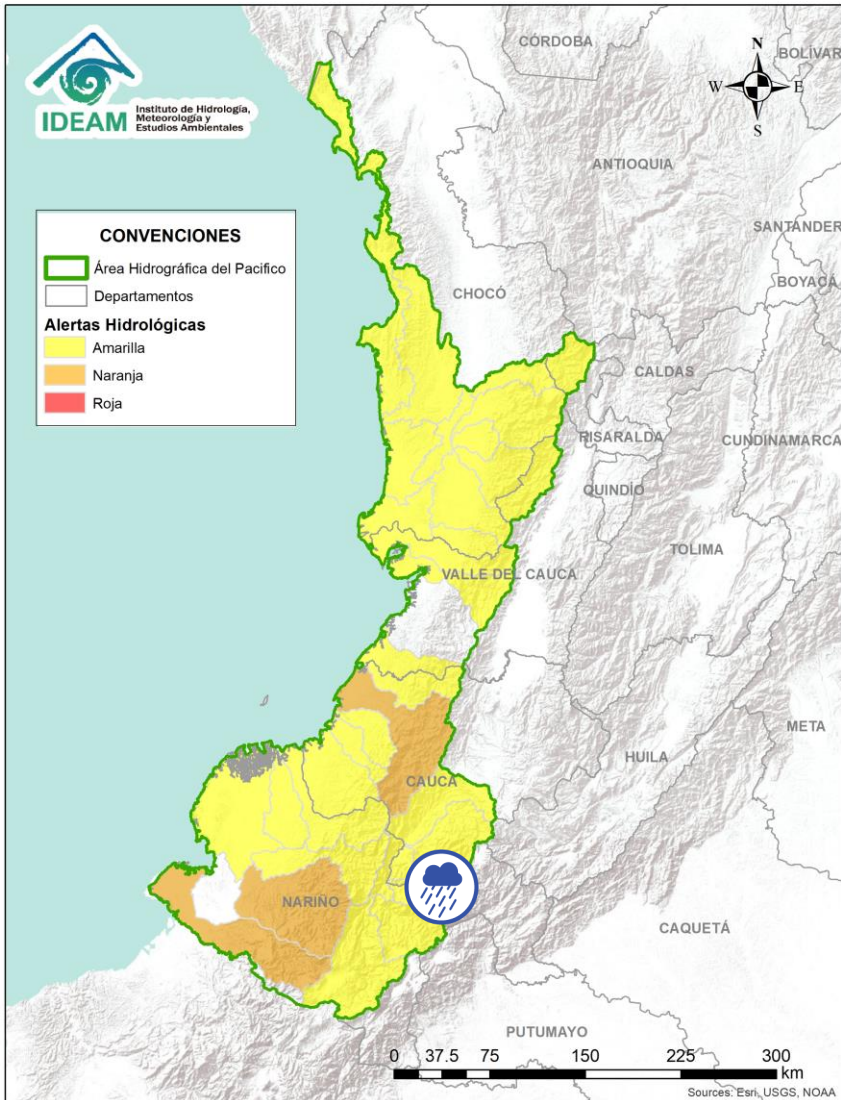 IDEAM
Instituto de Hidrología,
Meteorología y
Estudios Ambientales
CÓRDOBA
BOLÍVAR
N
W
E
S
ANTIOQUIA
SANTANDER
CONVENCIONES
Área Hidrográfica del Pacifico
Departamentos
Alertas Hidrológicas
Amarilla
Naranja
Roja
BOYACÁ
CHOCÓ
CALDAS
RISARALDA
CUNDINAMARCA
QUINDÍO
TOLIMA
VALLE DEL CAUCA
META
HUILA
CAUCA
NARIÑO
CAQUETÁ
PUTUMAYO
0 37.5 75 150 225 300
km
Sources: Esri, USGS, NOAA